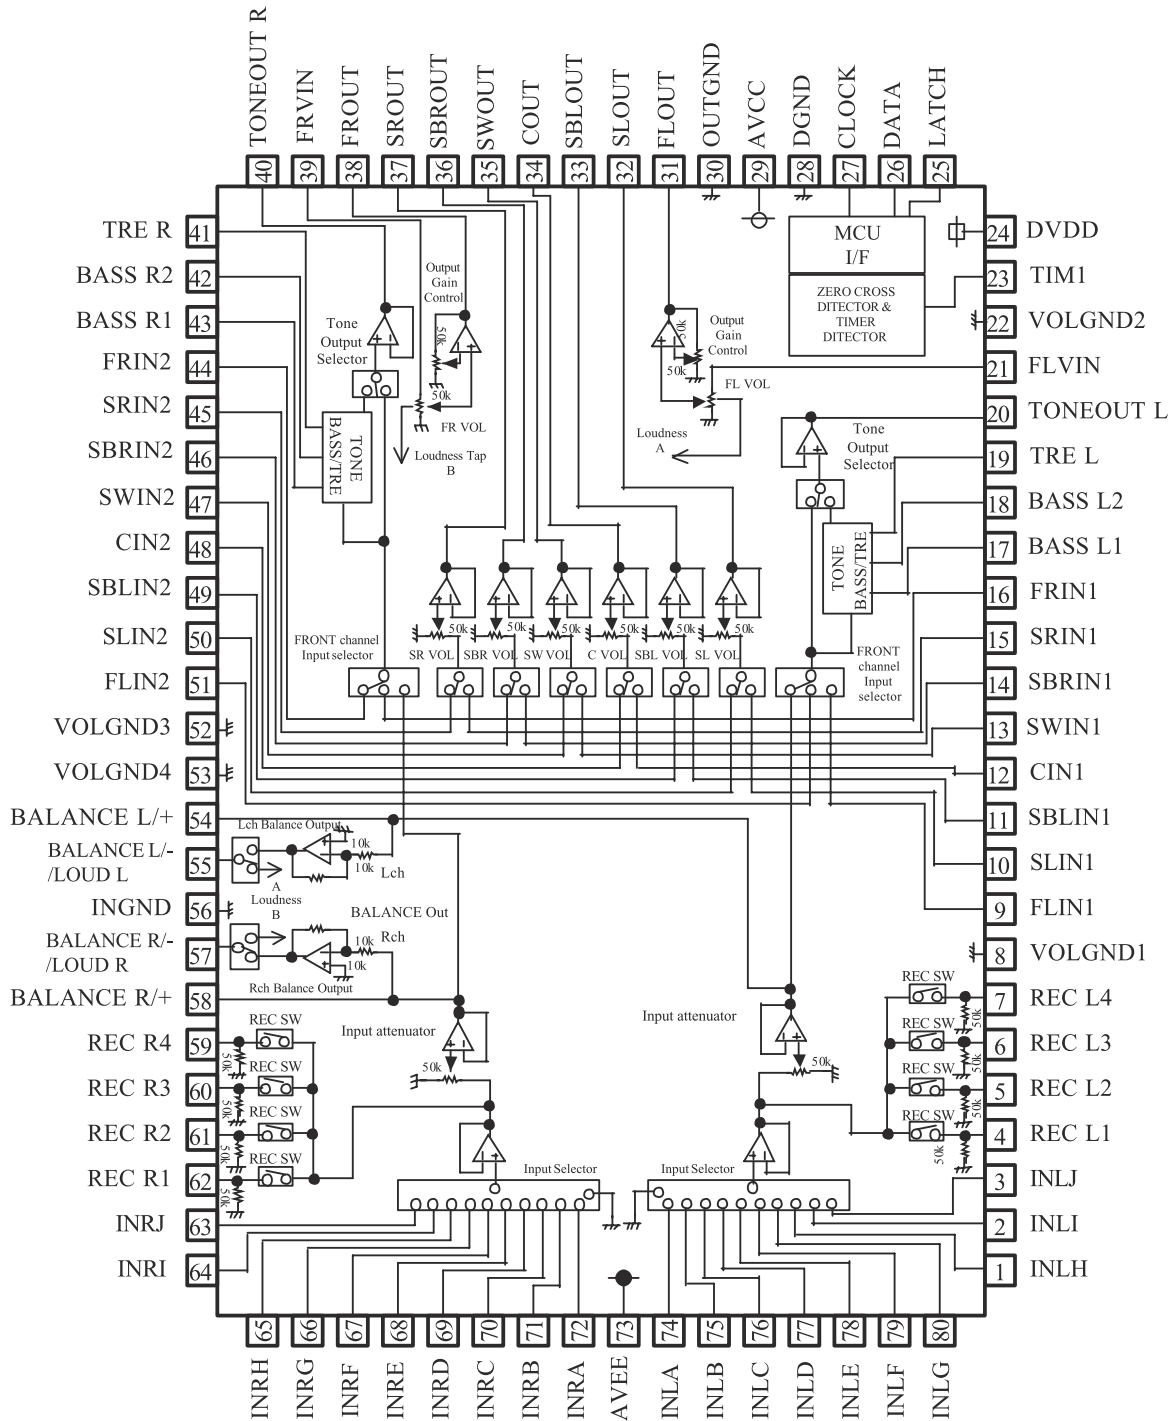 TONEOUT R
FRVIN
FROUT
SROUT
SBROUT
SWOUT
COUT
SBLOUT
SLOUT
FLOUT
OUTGND
AVCC
DGND
CLOCK
DATA
LATCH
40
39
38
37
36
35
34
33
32
31
30
29
28
27
26
25
TRE R
41
BASS R2
42
BASS R1
43
FRIN2
44
SRIN2
45
SBRIN2
46
SWIN2
47
CIN2
48
SBLIN2
49
SLIN2
50
FLIN2
51
VOLGND3
52
VOLGND4
53
BALANCE L/+
54
BALANCE L/-
/LOUD L
55
INGND
56
BALANCE R/-
/LOUD R
57
BALANCE R/+
58
REC R4
59
REC R3
60
REC R2
61
REC R1
62
INRJ
63
INRI
64
24
DVDD
23
TIM1
22
VOLGND2
21
FLVIN
20
TONEOUT L
19
TRE L
18
BASS L2
17
BASS L1
16
FRIN1
15
SRIN1
14
SBRIN1
13
SWIN1
12
CIN1
11
SBLIN1
10
SLIN1
9
FLIN1
8
VOLGND1
7
REC L4
6
REC L3
5
REC L2
4
REC L1
3
INLJ
2
INLI
1
INLH
MCU
I/F
ZERO CROSS
DITECTOR &
TIMER
DITECTOR
Output
Gain
Control
50k
50k
FR VOL
Loudness Tap
B
Tone
Output
Selector
TONE
BASS/TRE
+
-
Output
Gain
Control
50k
50k
FL VOL
Loudness
A
Tone
Output
Selector
TONE
BASS/TRE
50k
50k
50k
50k
50k
50k
SR VOL
SBR VOL
SW VOL
C VOL
SBL VOL
SL VOL
FRONT channel
Input selector
FRONT
channel
Input
selector
Lch Balance Output
10k
10k
Lch
A
Loudness
B
BALANCE Out
Rch
10k
10k
Rch Balance Output
Input attenuator
50k
Input attenuator
50k
REC SW
50k
REC SW
50k
REC SW
50k
REC SW
50k
REC SW
50k
REC SW
50k
REC SW
50k
REC SW
50k
Input Selector
Input Selector
65
66
67
68
69
70
71
72
73
74
75
76
77
78
79
80
INRH
INRG
INRF
INRE
INRD
INRC
INRB
INRA
AVEE
INLA
INLB
INLC
INLD
INLE
INLF
INLG